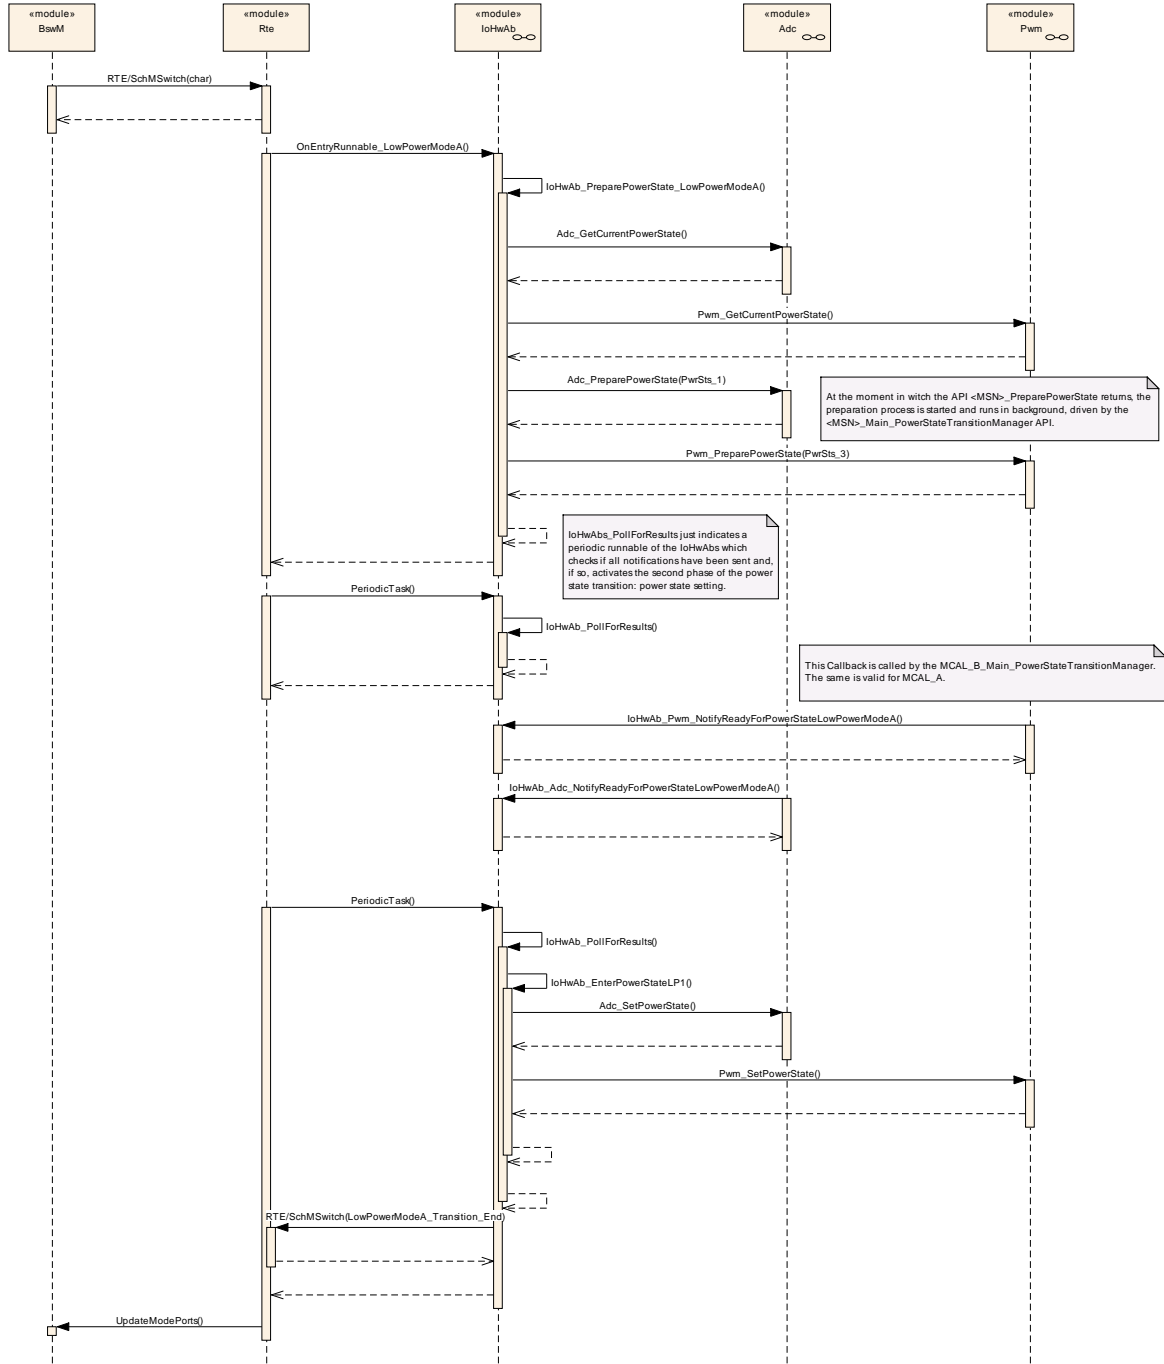 «module» «module» «module» «module» «module»
BswM Rte IoHwAb Adc Pwm
RTE/SchMSwitch(char)
OnEntryRunnable_LowPowerModeA()
IoHwAb_PreparePowerState_LowPowerModeA()
Adc_GetCurrentPowerState()
Pwm_GetCurrentPowerState()
Adc_PreparePowerState(PwrSts_1)
At the moment in witch the API <MSN>_PreparePowerState returns, the
preparation process is started and runs in background, driven by the
<MSN>_Main_PowerStateTransitionManager API.
Pwm_PreparePowerState(PwrSts_3)
IoHwAbs_PollForResults just indicates a
periodic runnable of the IoHwAbs which
checks if all notifications have been sent and,
if so, activates the second phase of the power
state transition: power state setting.
PeriodicTask()
IoHwAb_PollForResults()
This Callback is called by the MCAL_B_Main_PowerStateTransitionManager.
The same is valid for MCAL_A.
IoHwAb_Pwm_NotifyReadyForPowerStateLowPowerModeA()
IoHwAb_Adc_NotifyReadyForPowerStateLowPowerModeA()
PeriodicTask()
IoHwAb_PollForResults()
IoHwAb_EnterPowerStateLP1()
Adc_SetPowerState()
Pwm_SetPowerState()
RTE/SchMSwitch(LowPowerModeA_Transition_End)
UpdateModePorts()